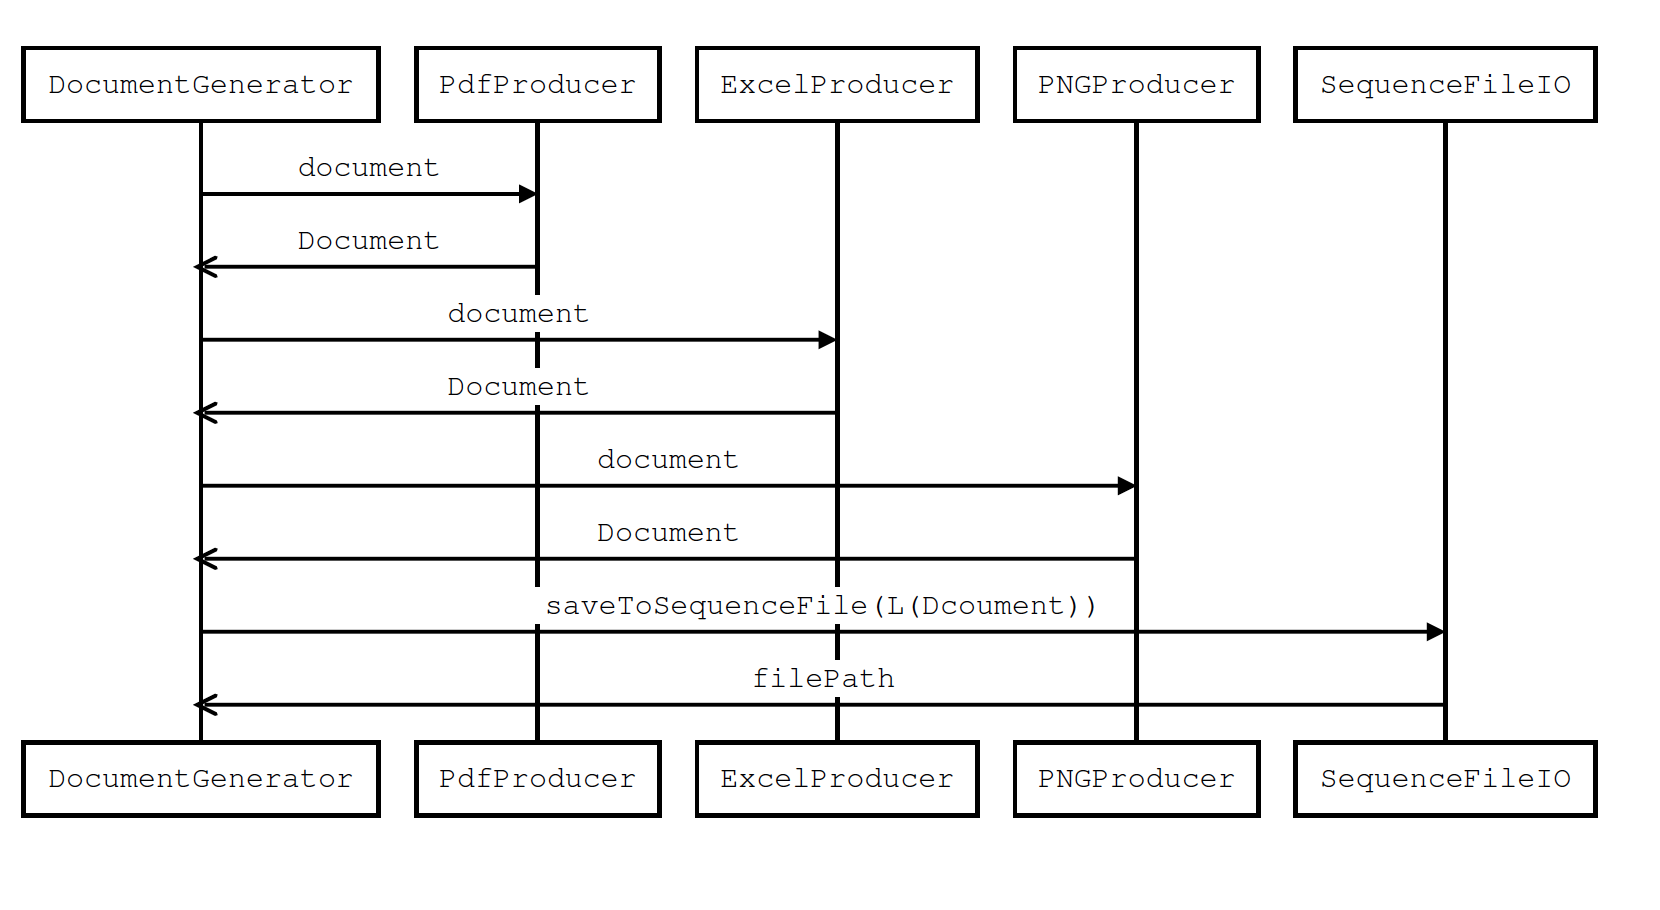 DocumentGenerator PdfProducer ExcelProducer PNGProducer SequenceFileIO
document
Document
document
Document
document
Document
saveToSequenceFile(L(Dcoument))
filePath
DocumentGenerator PdfProducer ExcelProducer PNGProducer SequenceFileIO